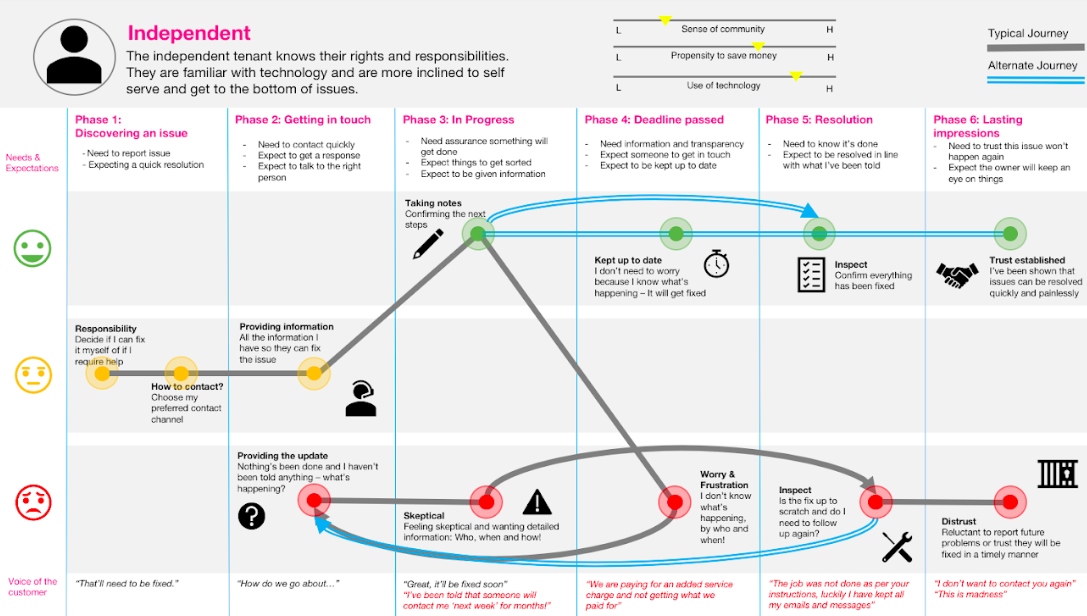 Independent
The independent tenant knows their rights and responsibilities.
They are familiar with technology and are more inclined to self
serve and get to the bottom of issues.
Sense of community
L
H
Propensity to save money
L
H
Use of technology
L
H
Typical Journey
Alternate Journey
Needs &
Expectations
Phase 1:
Discovering an issue
- Need to report issue
- Expecting a quick resolution
Phase 2: Getting in touch
- Need to contact quickly
- Expect to get a response
- Expect to talk to the right
person
Phase 3: In Progress
- Need assurance something will
get done
- Expect things to get sorted
- Expect to be given information
Phase 4: Deadline passed
- Need information and transparency
- Expect someone to get in touch
- Expect to be kept up to date
Phase 5: Resolution
- Need to know it's done
- Expect to be resolved in line
with what I've been told
Phase 6: Lasting
impressions
- Need to trust this issue won't
happen again
- Expect the owner will keep an
eye on things
Taking notes
Confirming the next
steps
Kept up to date
I don't need to worry
because I know what's
happening – It will get fixed
Inspect
Confirm everything
has been fixed
Trust established
I've been shown that
issues can be resolved
quickly and painlessly
Responsibility
Decide if I can fix
it myself of if I
require help
How to contact?
Choose my
preferred contact
channel
Providing information
All the information I
have so they can fix
the issue
Providing the update
Nothing's been done and I haven't
been told anything – what's
happening?
?
Skeptical
Feeling skeptical and wanting detailed
information: Who, when and how!
Worry &
Frustration
I don't know
what's
happening,
by who and
when!
Inspect
Is the fix up to
scratch and do I
need to follow
up again?
Distrust
Reluctant to report future
problems or trust they will be
fixed in a timely manner
Voice of the
customer
"That'll need to be fixed."
"How do we go about…"
"Great, it'll be fixed soon"
"I've been told that someone will
contact me 'next week' for months!"
"We are paying for an added service
charge and not getting what we
paid for"
"The job was not done as per your
instructions, luckily I have kept all
my emails and messages"
"I don't want to contact you again"
"This is madness"